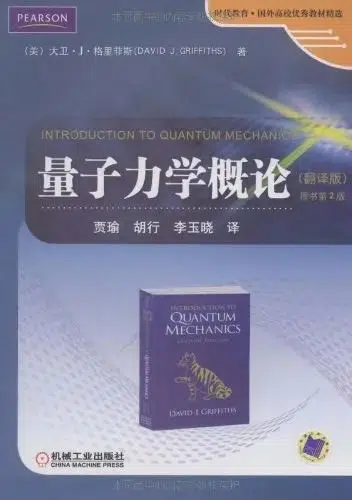 PEARSON
时代教育·国外高校优秀教材精选
(美) 大卫·J·格里菲斯(DAVID J. GRIFFITHS) 著
INTRODUCTION TO QUANTUM MECHANICS
量子力学概论
(翻译版)
原书第2版
贾瑜 胡行 李玉晓 译
INTRODUCTION TO
QUANTUM
MECHANICS
SECOND EDITION
DAVID J. GRIFFITHS
机械工业出版社
CHINA MACHINE PRESS